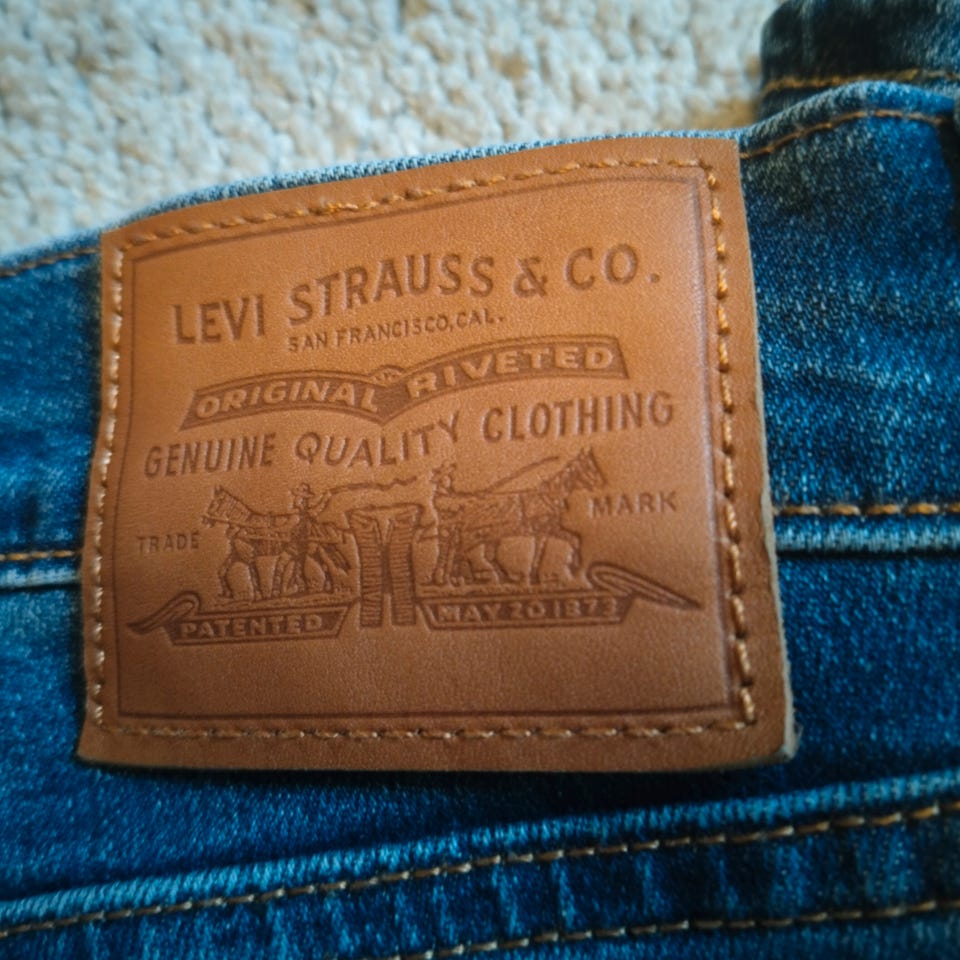 LEVI STRAUSS & CO.
SAN FRANCISCO, CAL.
ORIGINAL RIVETED
GENUINE QUALITY CLOTHING
TRADE MARK
PATENTED MAY 20 1873